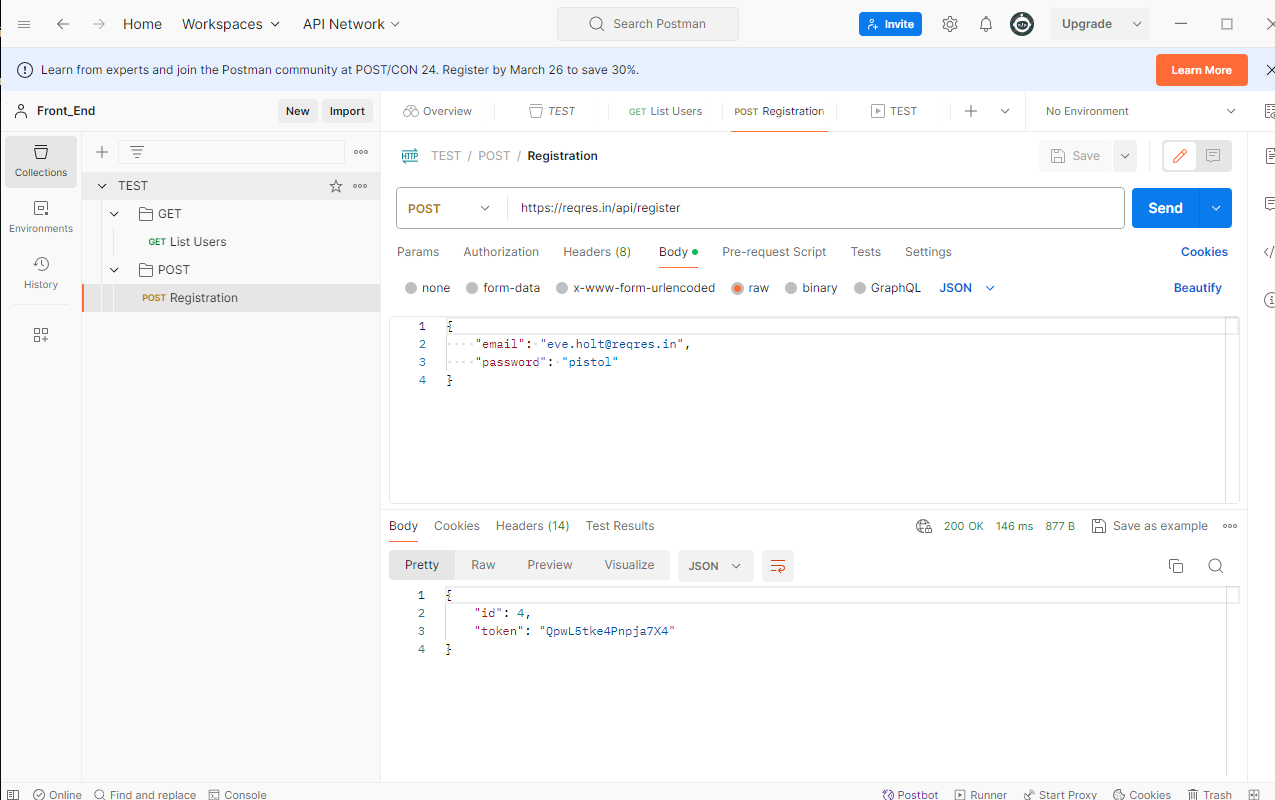 Home Workspaces API Network Search Postman Invite Upgrade
Learn from experts and join the Postman community at POST/CON 24. Register by March 26 to save 30%. Learn More
Front_End New Import Overview TEST GET List Users POST Registration TEST No Environment
Collections
Environments
History
TEST
GET
GET List Users
POST
POST Registration
HTTP TEST / POST / Registration Save
POST https://reqres.in/api/register Send
Params Authorization Headers (8) Body Pre-request Script Tests Settings Cookies
none form-data x-www-form-urlencoded raw binary GraphQL JSON Beautify
1 {
2 "email": "eve.holt@reqres.in",
3 "password": "pistol"
4 }
Body Cookies Headers (14) Test Results 200 OK 146 ms 877 B Save as example
Pretty Raw Preview Visualize JSON
1 {
2 "id": 4,
3 "token": "QpwL5tke4Pnpja7X4"
4 }
Online Find and replace Console Postbot Runner Start Proxy Cookies Trash